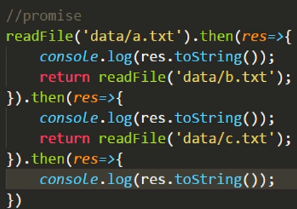 //promise
readFile('data/a.txt').then(res=>{
    console.log(res.toString());
    return readFile('data/b.txt');
}).then(res=>{
    console.log(res.toString());
    return readFile('data/c.txt');
}).then(res=>{
    console.log(res.toString());
})